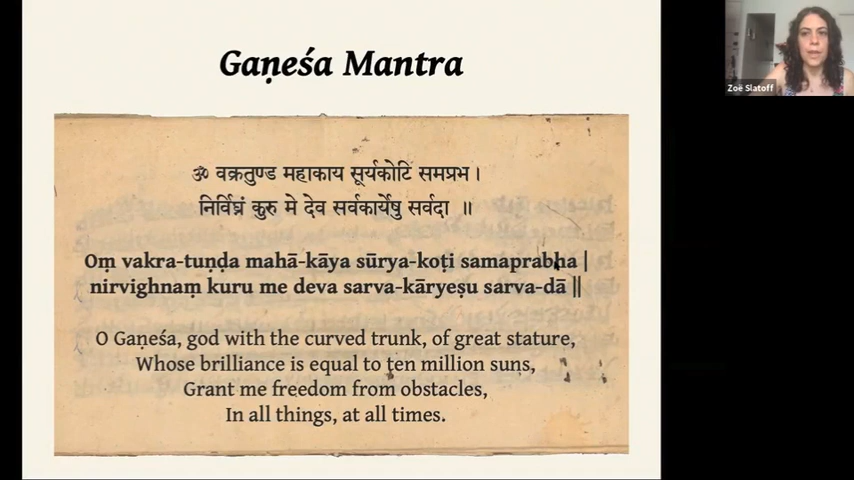 Gaṇeśa Mantra
ॐ वक्रतुण्ड महाकाय सूर्यकोटि समप्रभ।
निर्विघ्नं कुरु मे देव सर्वकार्येषु सर्वदा ॥
Oṃ vakra-tuṇḍa mahā-kāya sūrya-koṭi samaprabha |
nirvighnaṃ kuru me deva sarva-kāryeṣu sarva-dā ||
O Gaṇeśa, god with the curved trunk, of great stature,
Whose brilliance is equal to ten million suns,
Grant me freedom from obstacles,
In all things, at all times.
Zoë Slatoff